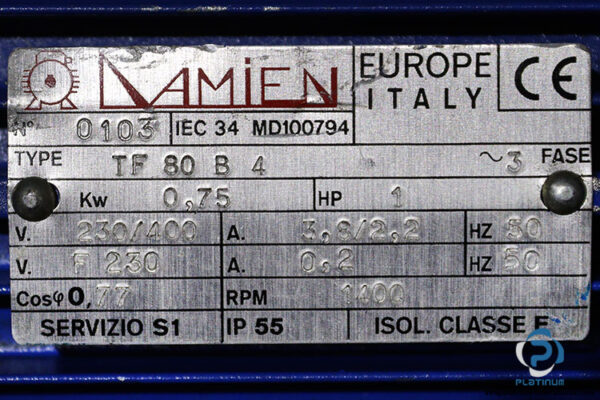 DAMIEN
EUROPE
ITALY
CE
N° 0103 IEC 34 MD100794
TYPE TF 80 B 4 ~3 FASE
Kw 0,75 HP 1
V. 230/400 A. 3,8/2,2 HZ 50
V. F 230 A. 0.2 HZ 50
Cosφ 0,77 RPM 1400
SERVIZIO S1 IP 55 ISOL. CLASSE F
PLATINUM